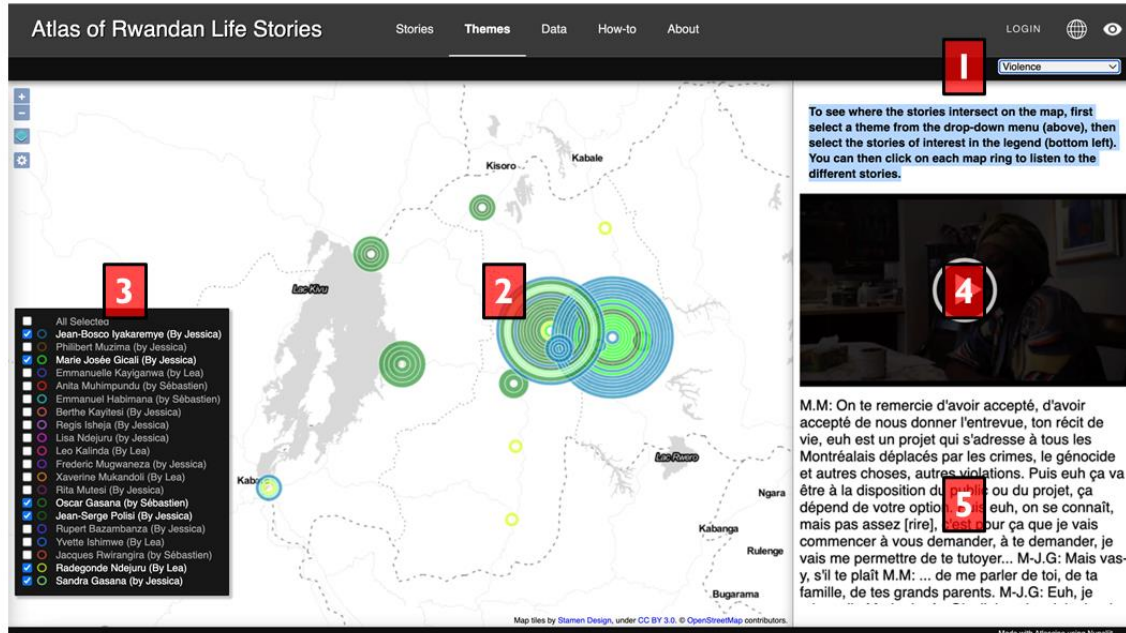 Atlas of Rwandan Life Stories
Stories
Themes
Data
How-to
About
LOGIN
1
Violence
+
−
To see where the stories intersect on the map, first
select a theme from the drop-down menu (above), then
select the stories of interest in the legend (bottom left).
You can then click on each map ring to listen to the
different stories.
Kisoro
Kabale
Lac Kivu
2
3
4
All Selected
Jean-Bosco Iyakaremye (By Jessica)
Philibert Muzima (by Jessica)
Marie Josée Gicali (By Jessica)
Emmanuelle Kayiganwa (by Lea)
Anita Muhimpundu (by Sébastien)
Emmanuel Habimana (by Sébastien)
Berthe Kayitesi (By Jessica)
Regis Isheja (By Jessica)
Lisa Ndejuru (by Jessica)
Leo Kalinda (By Lea)
Frederic Mugwaneza (by Jessica)
Xaverine Mukandoli (By Lea)
Rita Mutesi (By Jessica)
Oscar Gasana (by Sébastien)
Jean-Serge Polisi (By Jessica)
Rupert Bazambanza (By Jessica)
Yvette Ishimwe (By Lea)
Jacques Rwirangira (by Sébastien)
Radegonde Ndejuru (By Lea)
Sandra Gasana (by Jessica)
Lac Rwero
Ngara
Kabanga
Rulenge
Bugarama
M.M: On te remercie d'avoir accepté, d'avoir
accepté de nous donner l'entrevue, ton récit de
vie, euh est un projet qui s'adresse à tous les
Montréalais déplacés par les crimes, le génocide
et autres choses, autres violations. Puis euh, ça va
être à la disposition du public ou du projet, ça
dépend de votre option. euh, on se connaît,
mais pas assez [rire], c'est pour ça que je vais
commencer à vous demander, à te demander, je
vais me permettre de te tutoyer... M-J.G: Mais vas-
y, s'il te plaît M.M: ... de me parler de toi, de ta
famille, de tes grands parents. M-J.G: Euh, je
5
Map tiles by Stamen Design, under CC BY 3.0. © OpenStreetMap contributors.